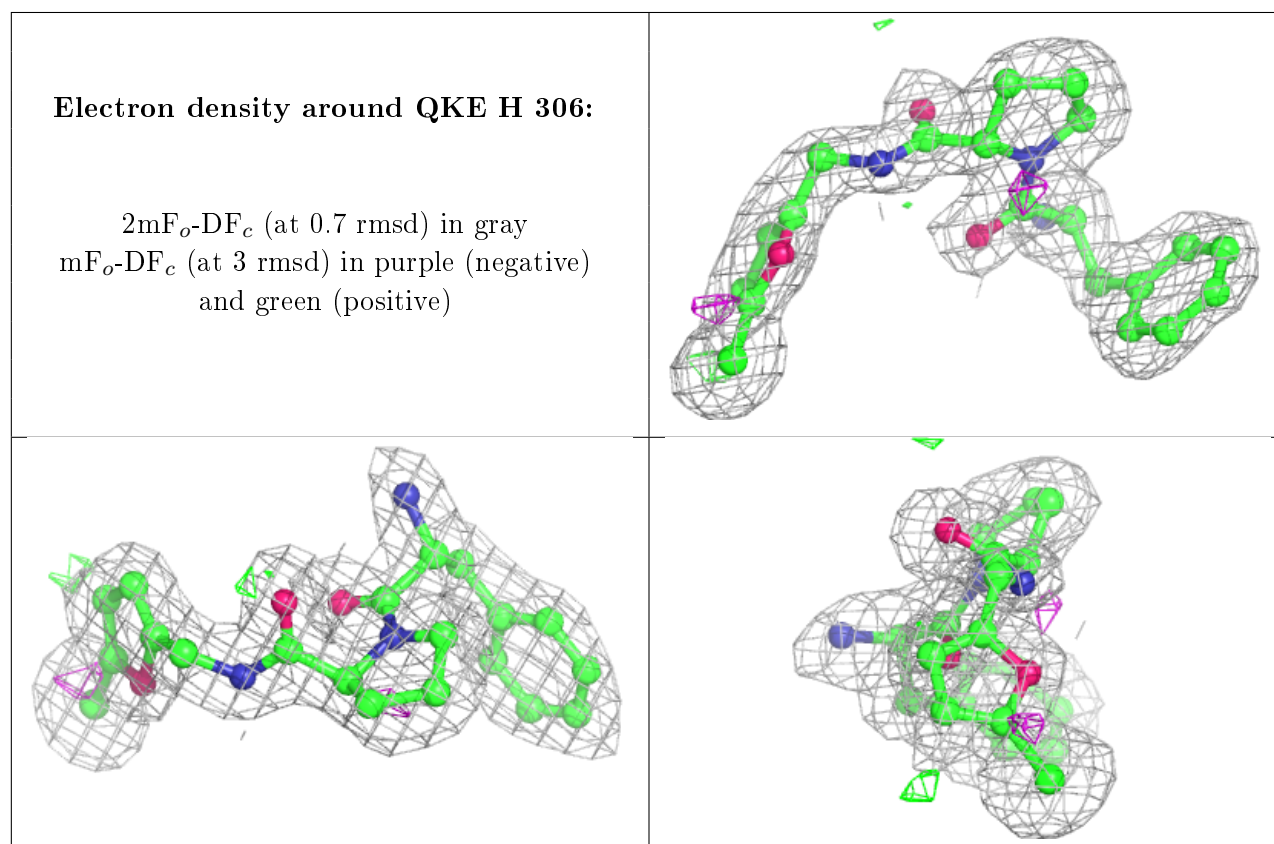 Electron density around QKE H 306:
2mFₒ-DF𝑐 (at 0.7 rmsd) in gray
mFₒ-DF𝑐 (at 3 rmsd) in purple (negative)
and green (positive)